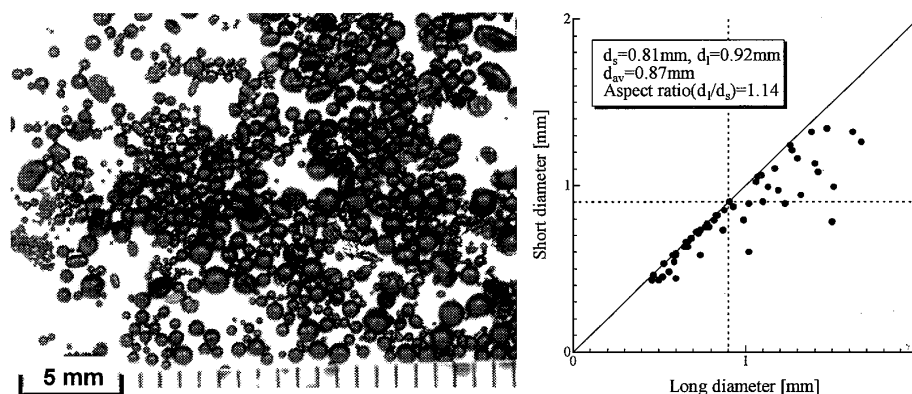 5 mm
2
d_s=0.81mm, d_l=0.92mm
d_av=0.87mm
Aspect ratio(d_l/d_s)=1.14
Short diameter [mm]
1
0
0
1
Long diameter [mm]